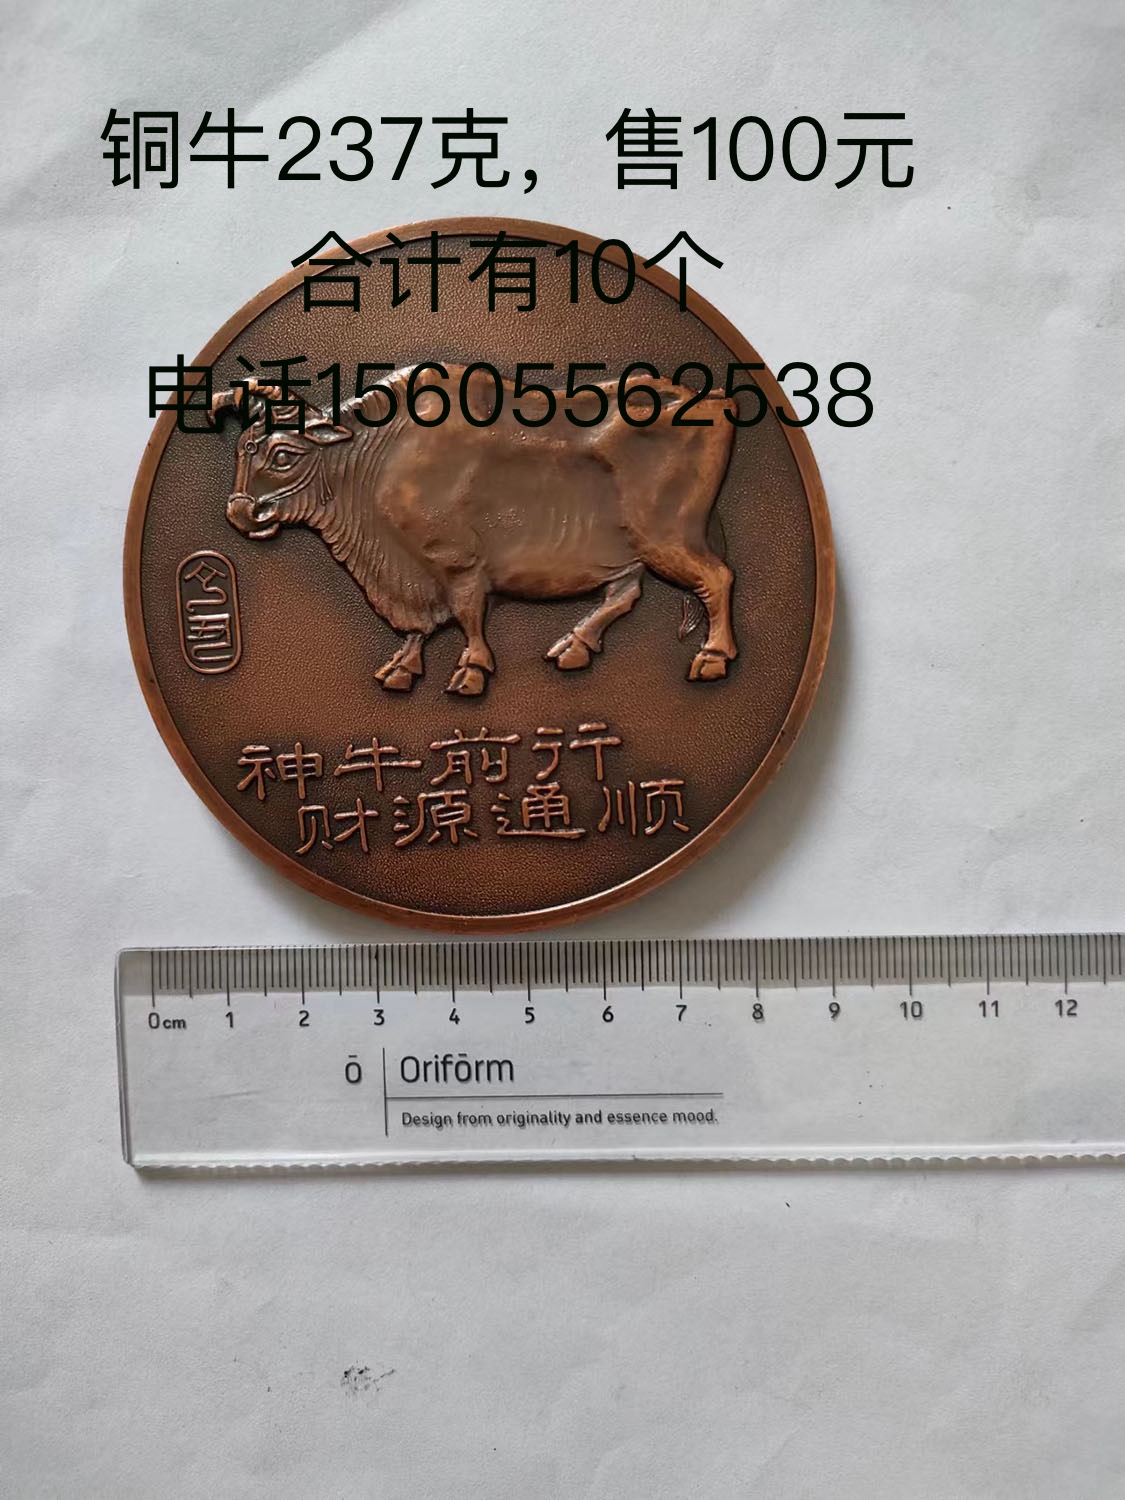 铜牛237克，售100元
合计有10个
电话15605562538
神牛前行
财源通顺
0cm 1 2 3 4 5 6 7 8 9 10 11 12
ō Orifōrm
Design from originality and essence mood.